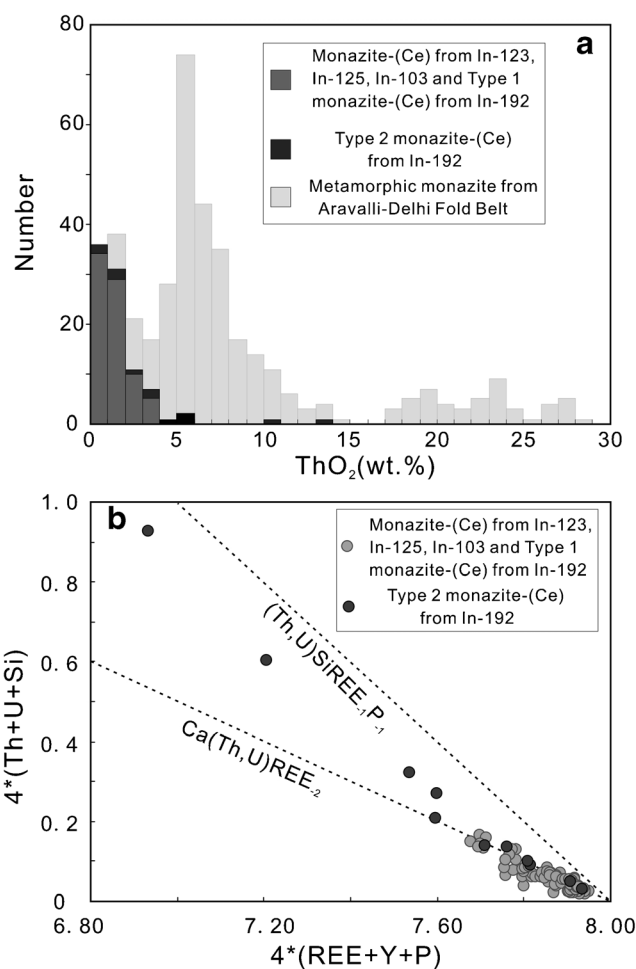 80
60
40
20
0
Number
a
Monazite-(Ce) from In-123,
In-125, In-103 and Type 1
monazite-(Ce) from In-192
Type 2 monazite-(Ce)
from In-192
Metamorphic monazite from
Aravalli-Delhi Fold Belt
0 5 10 15 20 25 30
ThO2(wt.%)
1.0
0.8
0.6
0.4
0.2
0
4*(Th+U+Si)
b
Monazite-(Ce) from In-123,
In-125, In-103 and Type 1
monazite-(Ce) from In-192
Type 2 monazite-(Ce)
from In-192
(Th,U)SiREE-1P-1
Ca(Th,U)REE-2
6.80 7.20 7.60 8.00
4*(REE+Y+P)